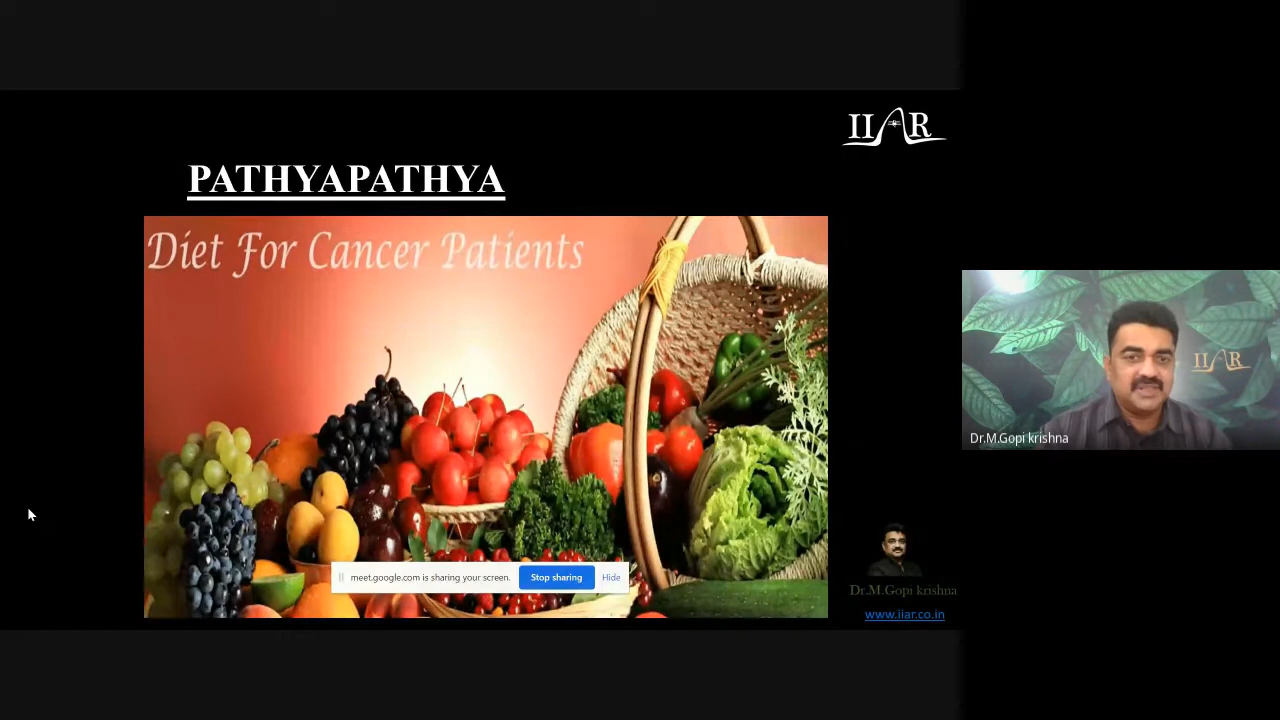 IIAR
PATHYAPATHYA
Diet For Cancer Patients
IIAR
Dr.M.Gopi krishna
meet.google.com is sharing your screen.
Stop sharing
Hide
Dr.M.Gopi krishna
www.iiar.co.in